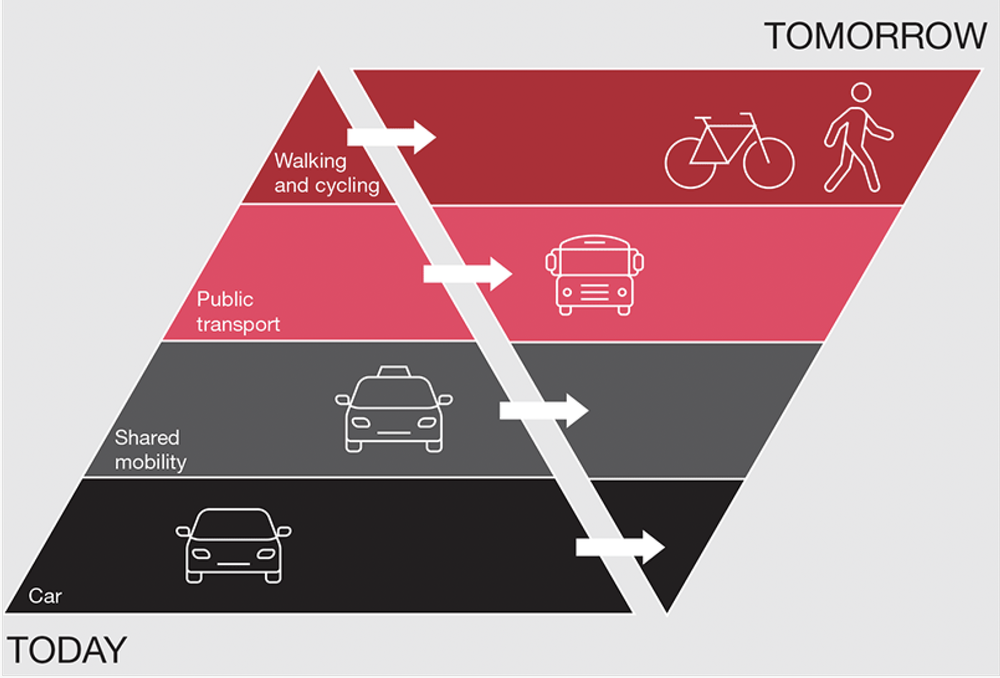 TOMORROW
Walking
and cycling
Public
transport
Shared
mobility
Car
TODAY